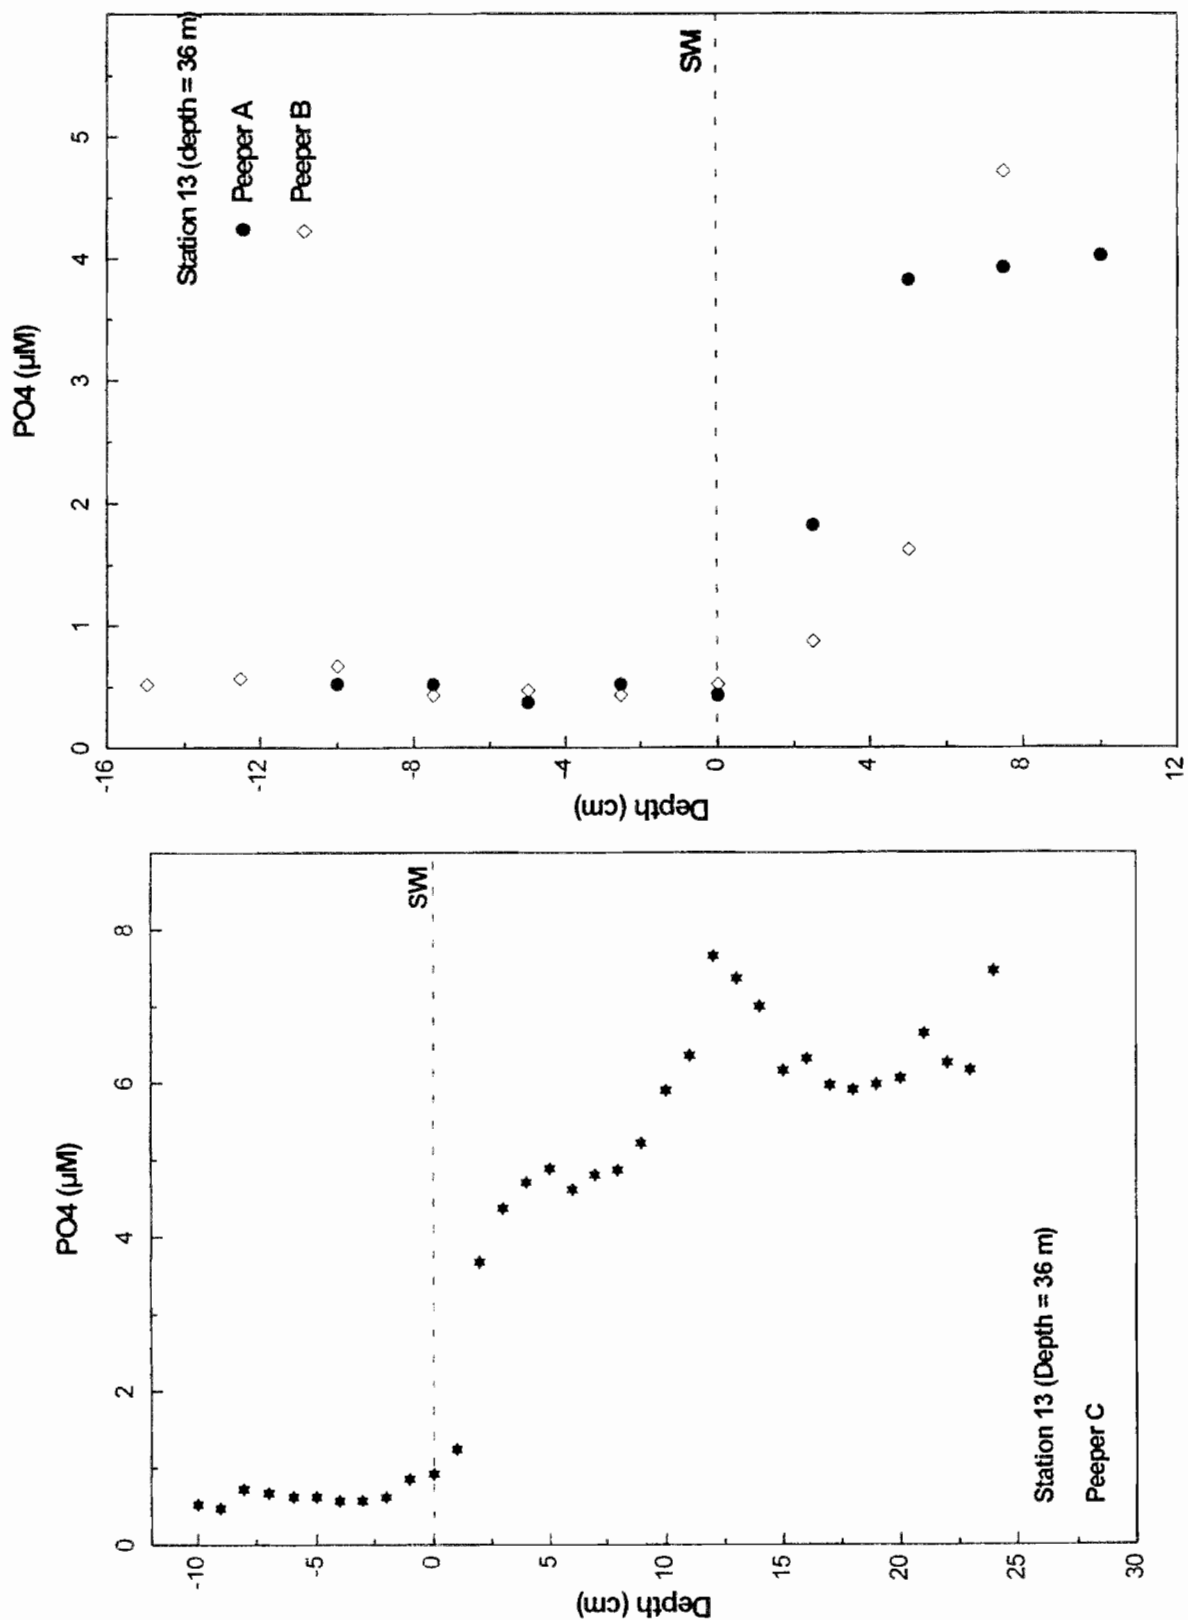 PO4 (µM)
0 2 4 6 8
SWI
-10
-5
0
5
10
15
20
25
30
Depth (cm)
Station 13 (Depth = 36 m)
Peeper C
PO4 (µM)
0 1 2 3 4 5
Station 13 (depth = 36 m)
Peeper A
Peeper B
SWI
-16
-12
-8
-4
0
4
8
12
Depth (cm)